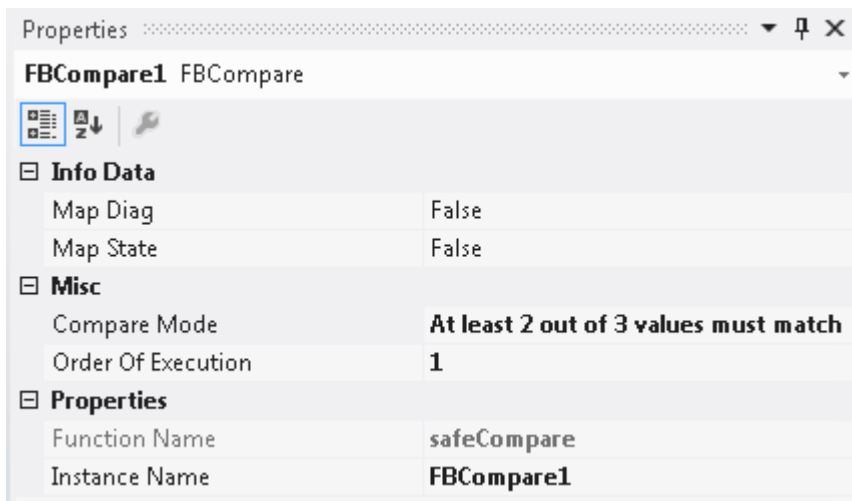 Properties
FBCompare1 FBCompare
Info Data
Map Diag False
Map State False
Misc
Compare Mode At least 2 out of 3 values must match
Order Of Execution 1
Properties
Function Name safeCompare
Instance Name FBCompare1